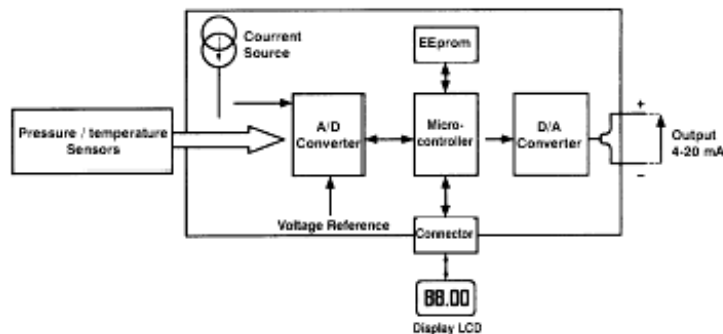 Courrent
Source
EEprom
Pressure / temperature
Sensors
A/D
Converter
Micro-
controller
D/A
Converter
+
Output
4-20 mA
−
Voltage Reference
Connector
88.00
Display LCD